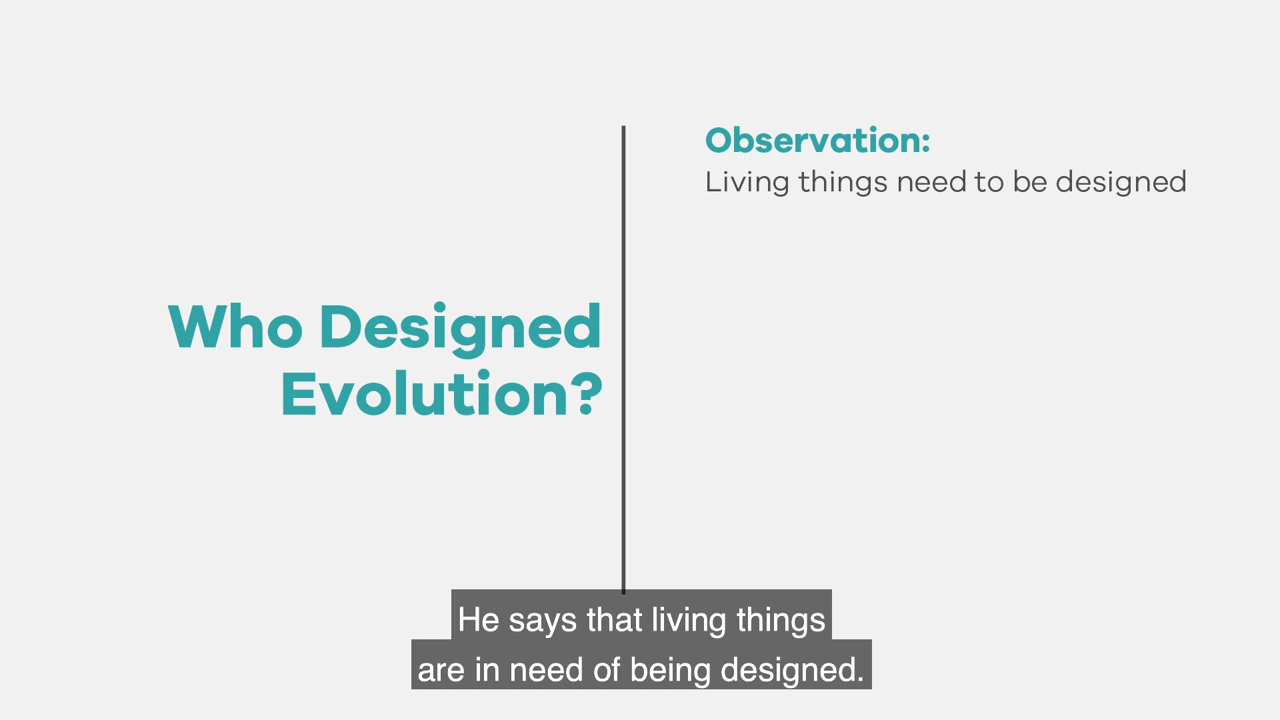 Who Designed
Evolution?
Observation:
Living things need to be designed
He says that living things
are in need of being designed.